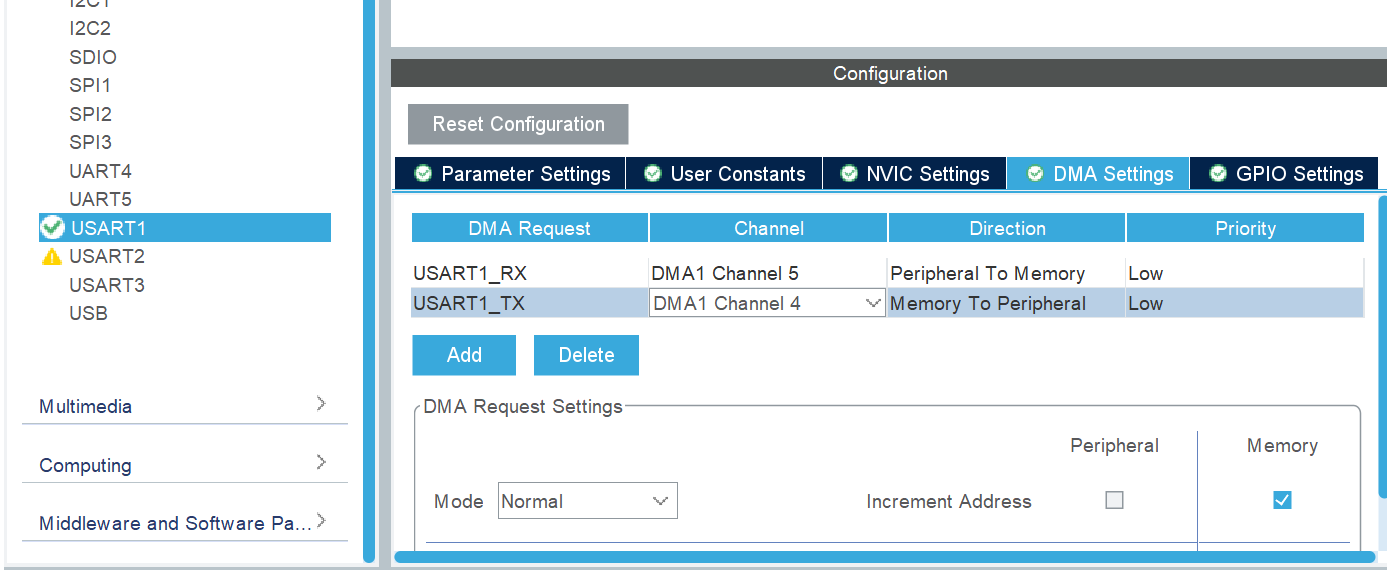 I2C1
I2C2
SDIO
SPI1
SPI2
SPI3
UART4
UART5
USART1
USART2
USART3
USB
Multimedia
Computing
Middleware and Software Pa...
Configuration
Reset Configuration
Parameter Settings User Constants NVIC Settings DMA Settings GPIO Settings
DMA Request Channel Direction Priority
USART1_RX DMA1 Channel 5 Peripheral To Memory Low
USART1_TX DMA1 Channel 4 Memory To Peripheral Low
Add Delete
DMA Request Settings
Peripheral Memory
Mode Normal Increment Address